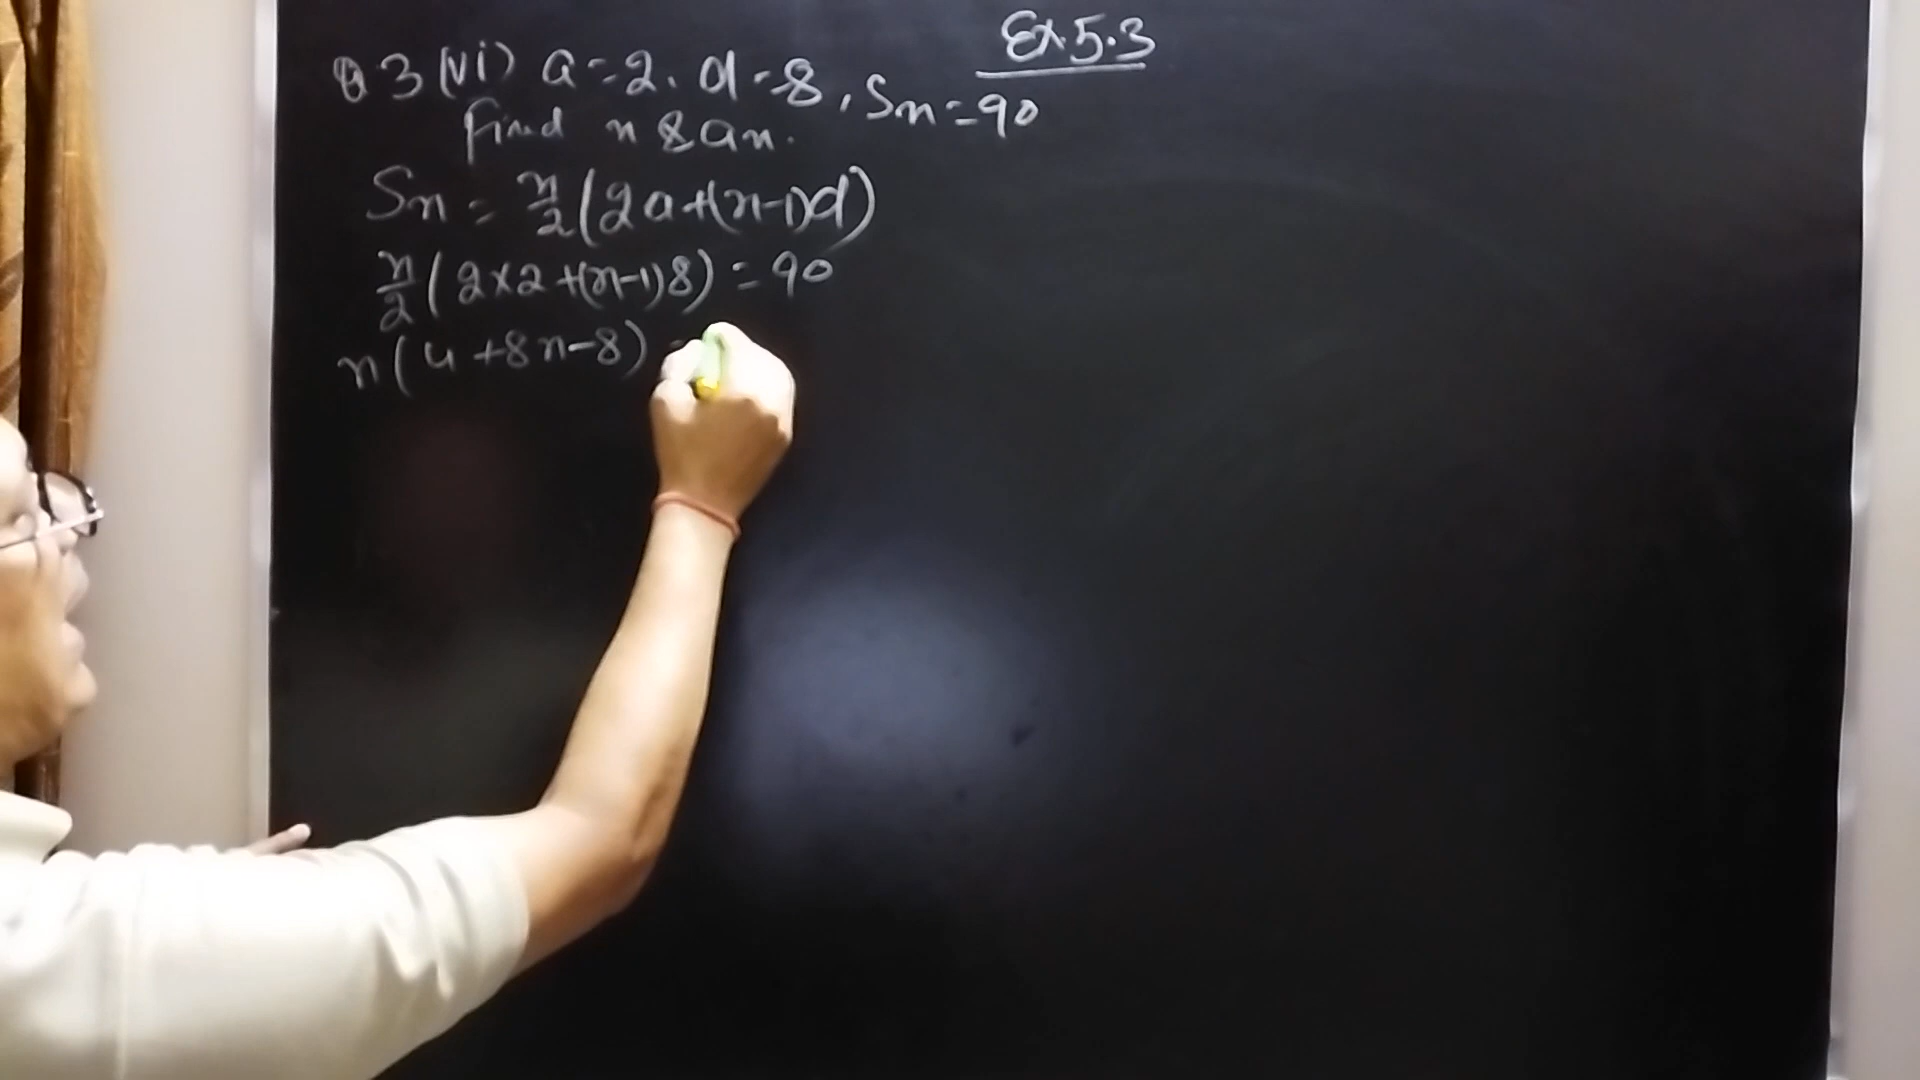 Ex.5.3
Q 3 (vi) a=2, d=8, Sn=90
find n & an.
Sn = n/2 (2a+(n-1)d)
n/2 (2×2+(n-1)8) = 90
n(4+8n-8) =